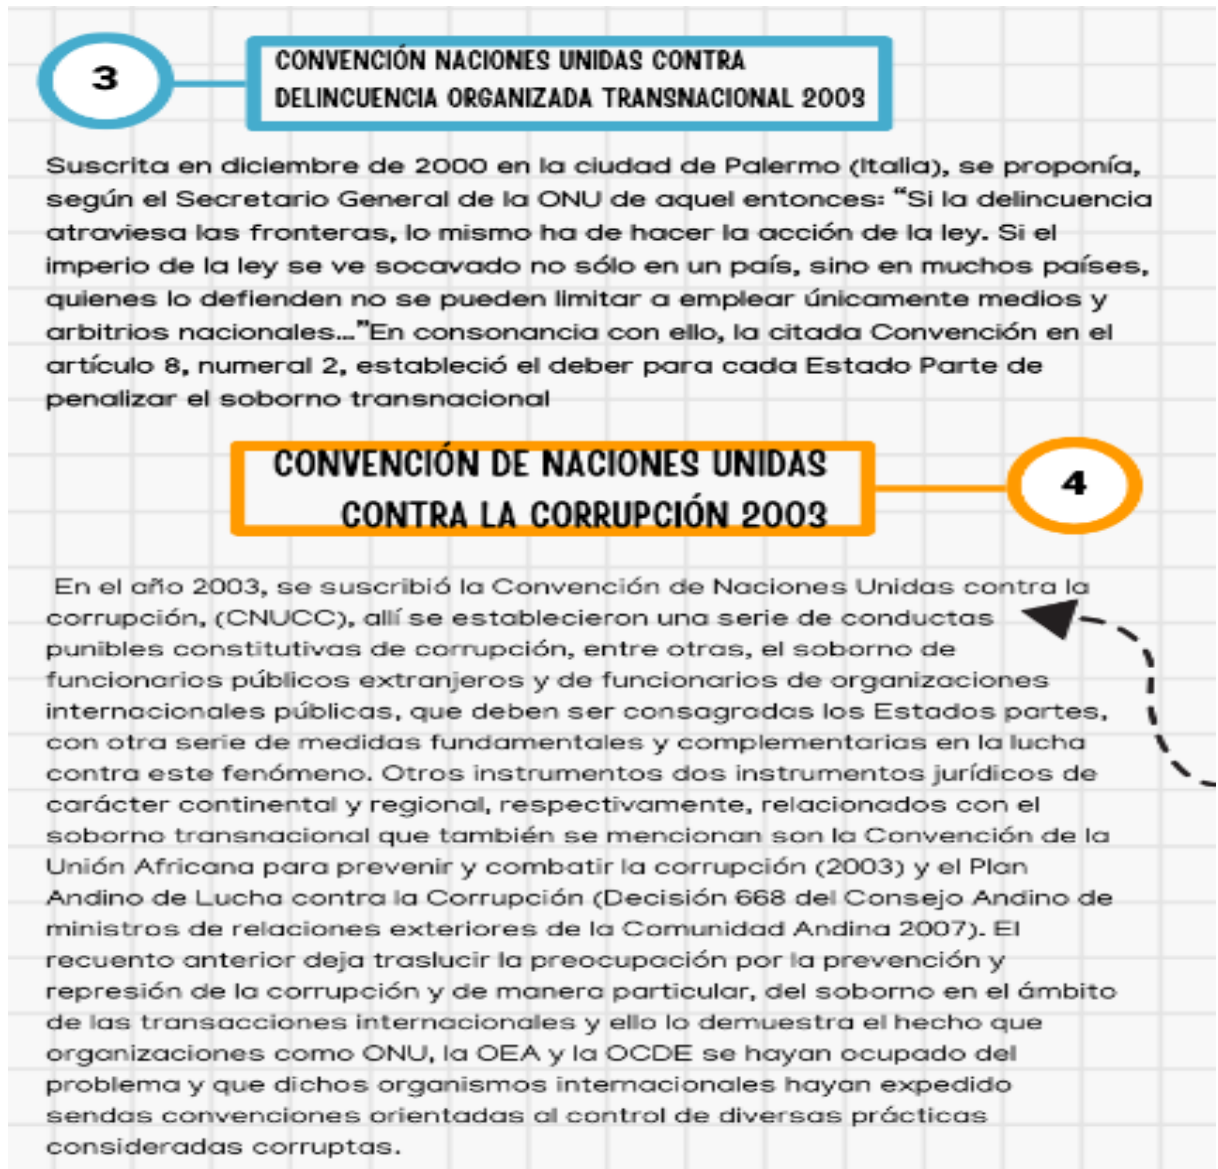 3
CONVENCIÓN NACIONES UNIDAS CONTRA
DELINCUENCIA ORGANIZADA TRANSNACIONAL 2003
Suscrita en diciembre de 2000 en la ciudad de Palermo (Italia), se proponía,
según el Secretario General de la ONU de aquel entonces: “Si la delincuencia
atraviesa las fronteras, lo mismo ha de hacer la acción de la ley. Si el
imperio de la ley se ve socavado no sólo en un país, sino en muchos países,
quienes lo defienden no se pueden limitar a emplear únicamente medios y
arbitrios nacionales...”En consonancia con ello, la citada Convención en el
artículo 8, numeral 2, estableció el deber para cada Estado Parte de
penalizar el soborno transnacional
CONVENCIÓN DE NACIONES UNIDAS
CONTRA LA CORRUPCIÓN 2003
4
En el año 2003, se suscribió la Convención de Naciones Unidas contra la
corrupción, (CNUCC), allí se establecieron una serie de conductas
punibles constitutivas de corrupción, entre otras, el soborno de
funcionarios públicos extranjeros y de funcionarios de organizaciones
internacionales públicas, que deben ser consagradas los Estados partes,
con otra serie de medidas fundamentales y complementarias en la lucha
contra este fenómeno. Otros instrumentos dos instrumentos jurídicos de
carácter continental y regional, respectivamente, relacionados con el
soborno transnacional que también se mencionan son la Convención de la
Unión Africana para prevenir y combatir la corrupción (2003) y el Plan
Andino de Lucha contra la Corrupción (Decisión 668 del Consejo Andino de
ministros de relaciones exteriores de la Comunidad Andina 2007). El
recuento anterior deja traslucir la preocupación por la prevención y
represión de la corrupción y de manera particular, del soborno en el ámbito
de las transacciones internacionales y ello lo demuestra el hecho que
organizaciones como ONU, la OEA y la OCDE se hayan ocupado del
problema y que dichos organismos internacionales hayan expedido
sendas convenciones orientadas al control de diversas prácticas
consideradas corruptas.